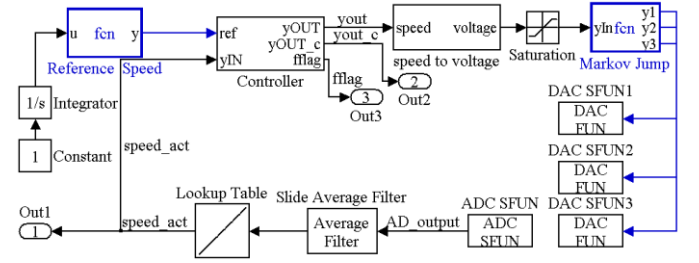 u fcn y
Reference Speed
1/s Integrator
1 Constant
ref
yIN
yOUT
yOUT_c
fflag
Controller
yout
yout_c
fflag
3
Out3
2
Out2
speed voltage
speed to voltage
Saturation
yIn fcn
y1
y2
y3
Markov Jump
DAC SFUN1
DAC
FUN
DAC SFUN2
DAC
FUN
DAC SFUN3
DAC
FUN
ADC SFUN
ADC
SFUN
AD_output
Slide Average Filter
Average
Filter
Lookup Table
speed_act
speed_act
Out1
1